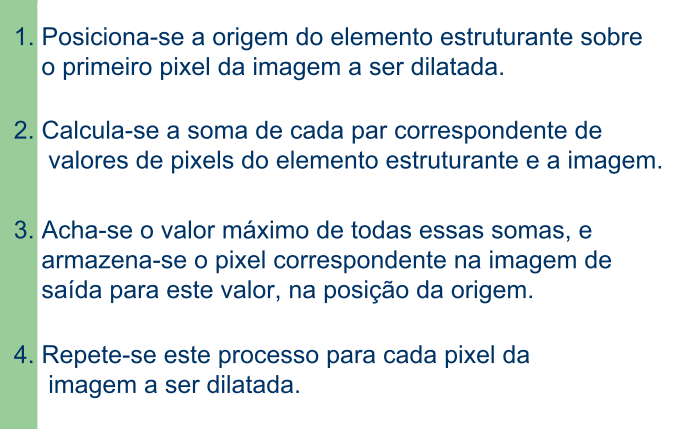 1. Posiciona-se a origem do elemento estruturante sobre
o primeiro pixel da imagem a ser dilatada.
2. Calcula-se a soma de cada par correspondente de
valores de pixels do elemento estruturante e a imagem.
3. Acha-se o valor máximo de todas essas somas, e
armazena-se o pixel correspondente na imagem de
saída para este valor, na posição da origem.
4. Repete-se este processo para cada pixel da
imagem a ser dilatada.